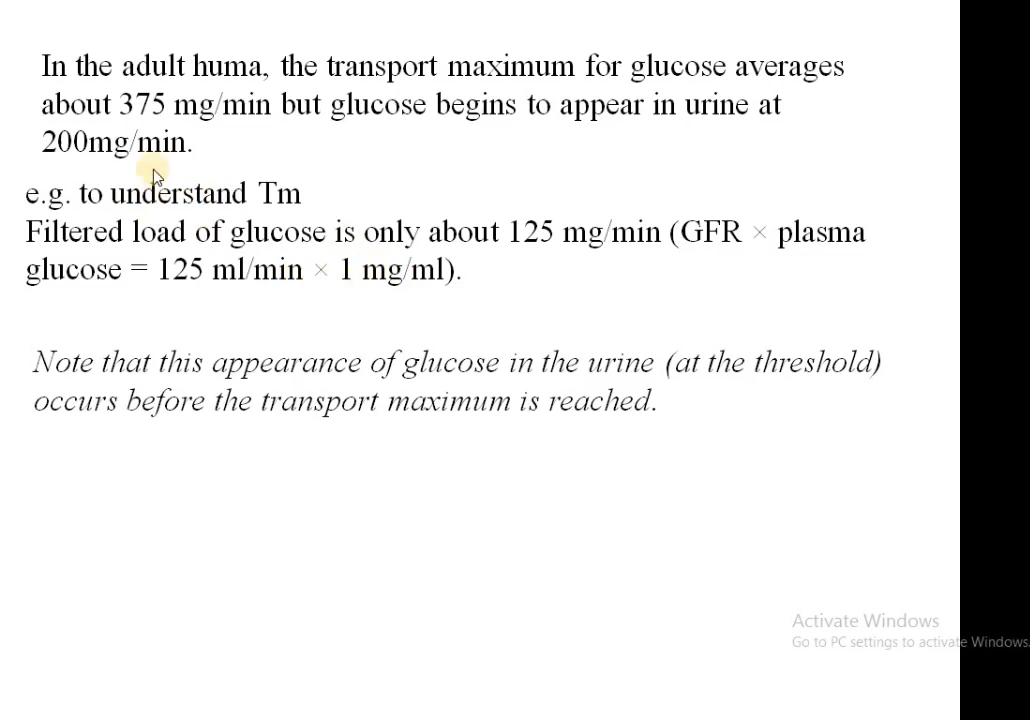 In the adult huma, the transport maximum for glucose averages
about 375 mg/min but glucose begins to appear in urine at
200mg/min.
e.g. to understand Tm
Filtered load of glucose is only about 125 mg/min (GFR × plasma
glucose = 125 ml/min × 1 mg/ml).
Note that this appearance of glucose in the urine (at the threshold)
occurs before the transport maximum is reached.
Activate Windows
Go to PC settings to activate Windows.